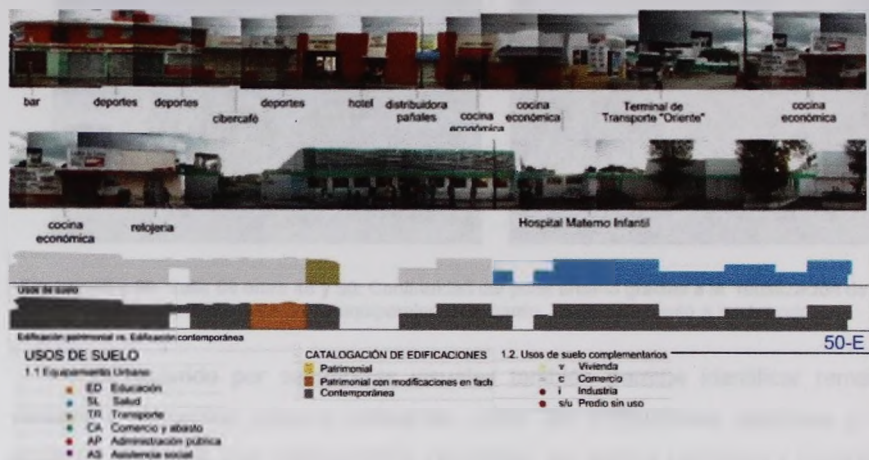 bar
deportes
deportes
cibercafé
deportes
hotel
distribuidora
pañales
cocina
económica
cocina
económica
Terminal de
Transporte "Oriente"
cocina
económica
cocina
económica
relojeria
Hospital Materno Infantil
Usos de suelo
Edificación patrimonial vs. Edificación contemporánea
50-E
USOS DE SUELO
1.1 Equipamiento Urbano
ED Educación
SL Salud
TR Transporte
CA Comercio y abasto
AP Administración pública
AS Asistencia social
CATALOGACIÓN DE EDIFICACIONES
Patrimonial
Patrimonial con modificaciones en fach
Contemporánea
1.2. Usos de suelo complementarios
v Vivienda
c Comercio
i Industria
s/u Predio sin uso